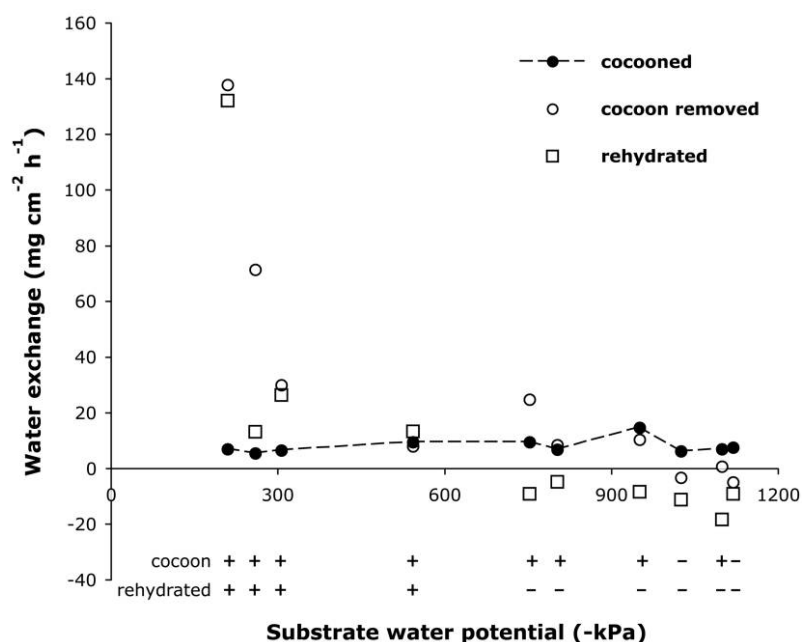 160
140
120
100
80
60
40
20
0
-20
-40
Water exchange (mg cm⁻² h⁻¹)
cocooned
cocoon removed
rehydrated
0 300 600 900 1200
cocoon + + + + + + + − + −
rehydrated + + + + − − − − − −
Substrate water potential (-kPa)